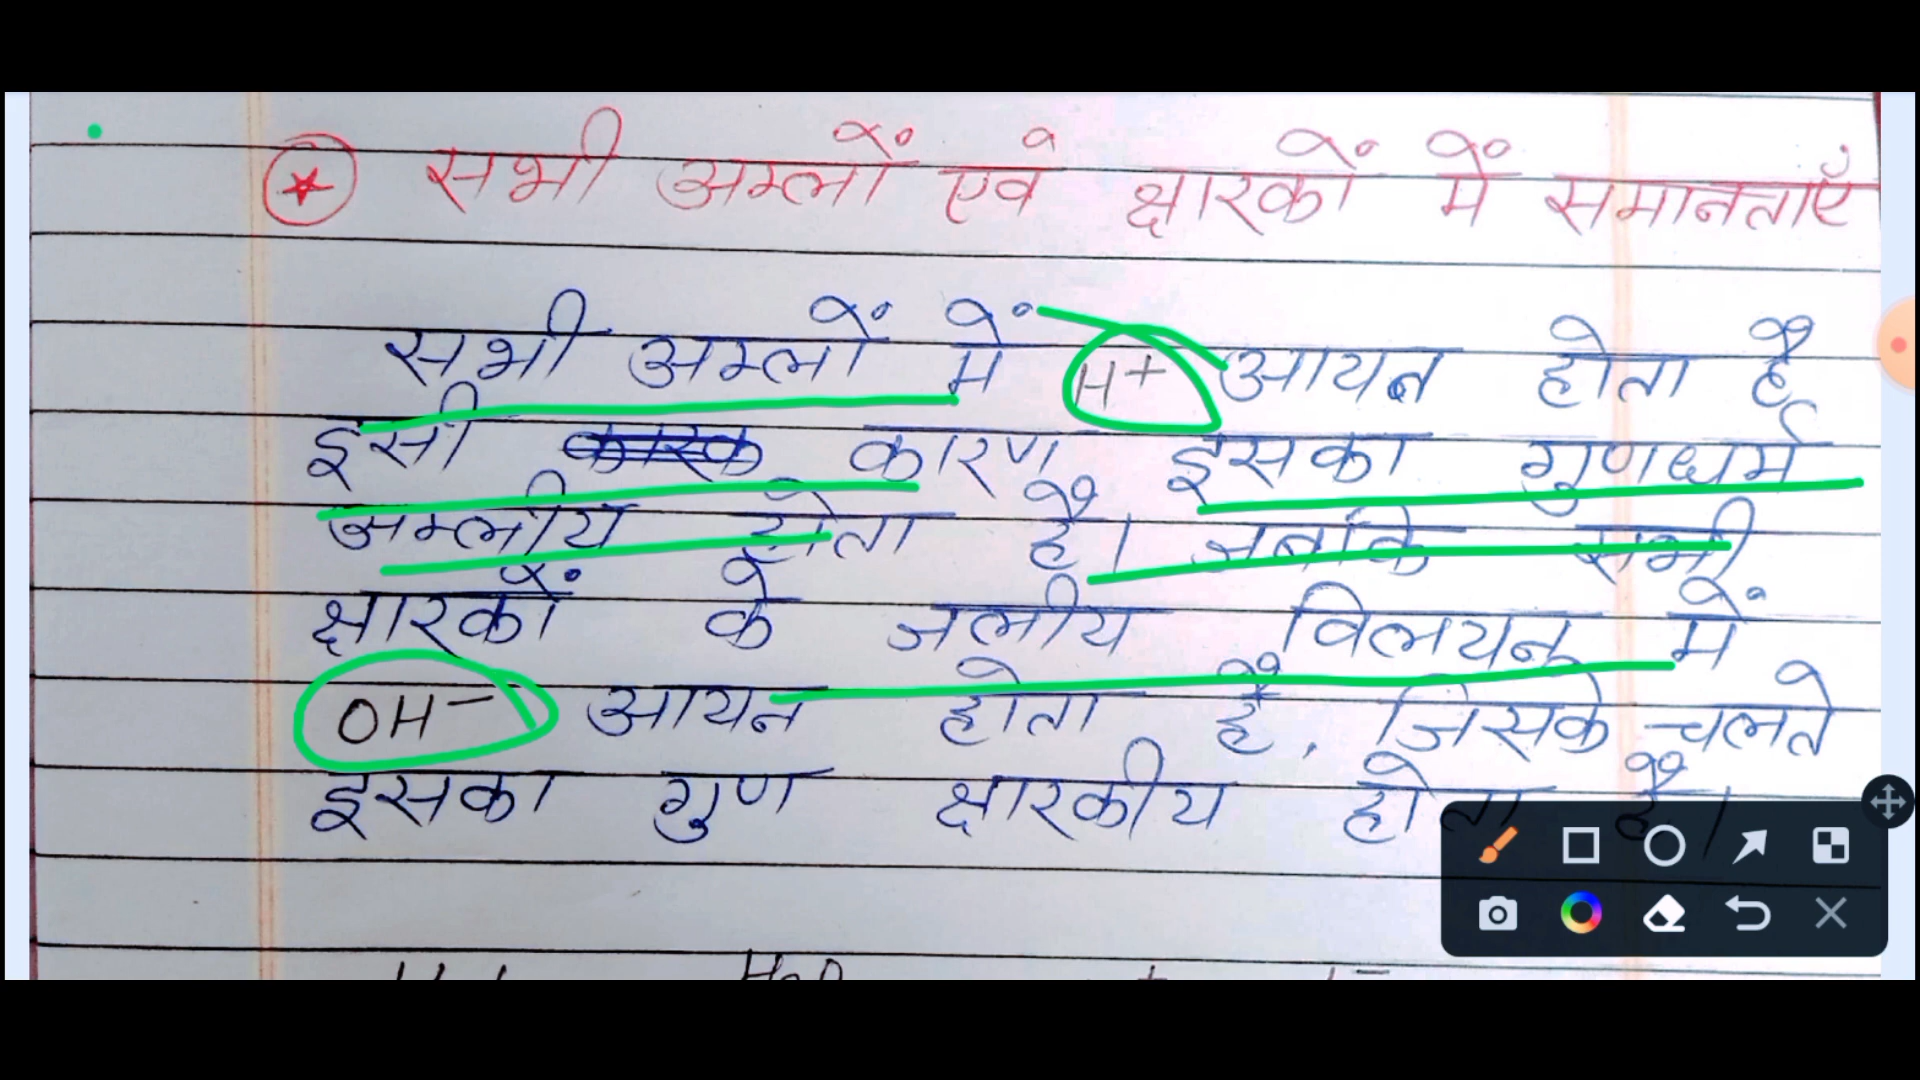 सभी अम्लों एवं क्षारकों में समानताएँ
सभी अम्लों में H+ आयन होता है,
इसी कारण इसका गुणधर्म
अम्लीय होता है। जबकि सभी
क्षारकों के जलीय विलयन में
OH- आयन होता है, जिसके चलते
इसका गुण क्षारकीय होता है।